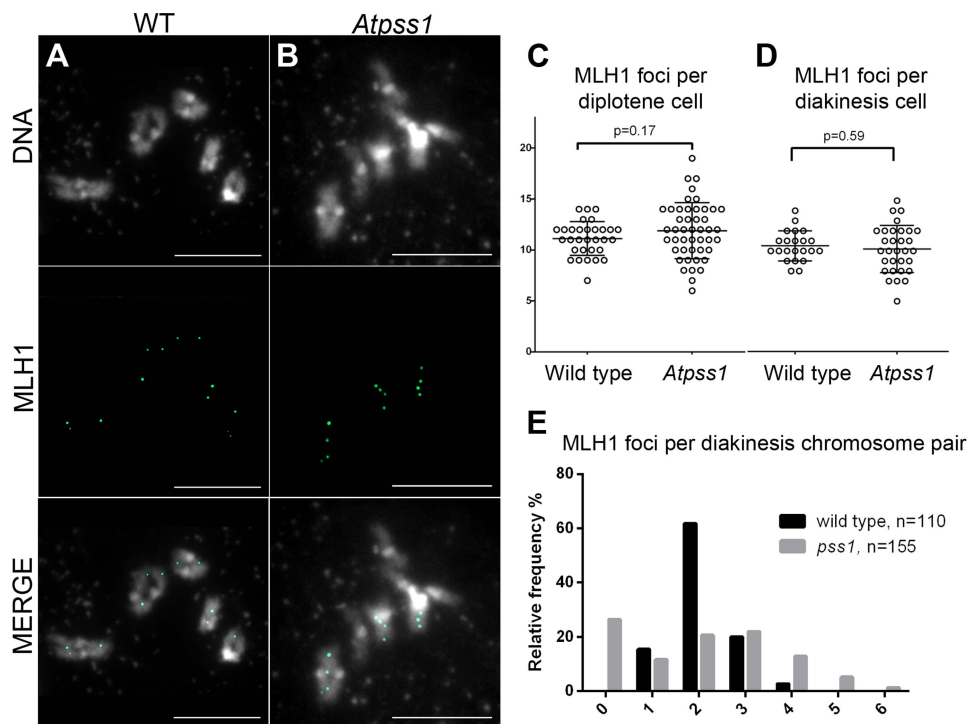 WT
Atpss1
A
B
DNA
MLH1
MERGE
C
MLH1 foci per
diplotene cell
p=0.17
20
15
10
5
0
Wild type
Atpss1
D
MLH1 foci per
diakinesis cell
p=0.59
Wild type
Atpss1
E
MLH1 foci per diakinesis chromosome pair
Relative frequency %
80
60
40
20
0
wild type, n=110
pss1, n=155
0 1 2 3 4 5 6